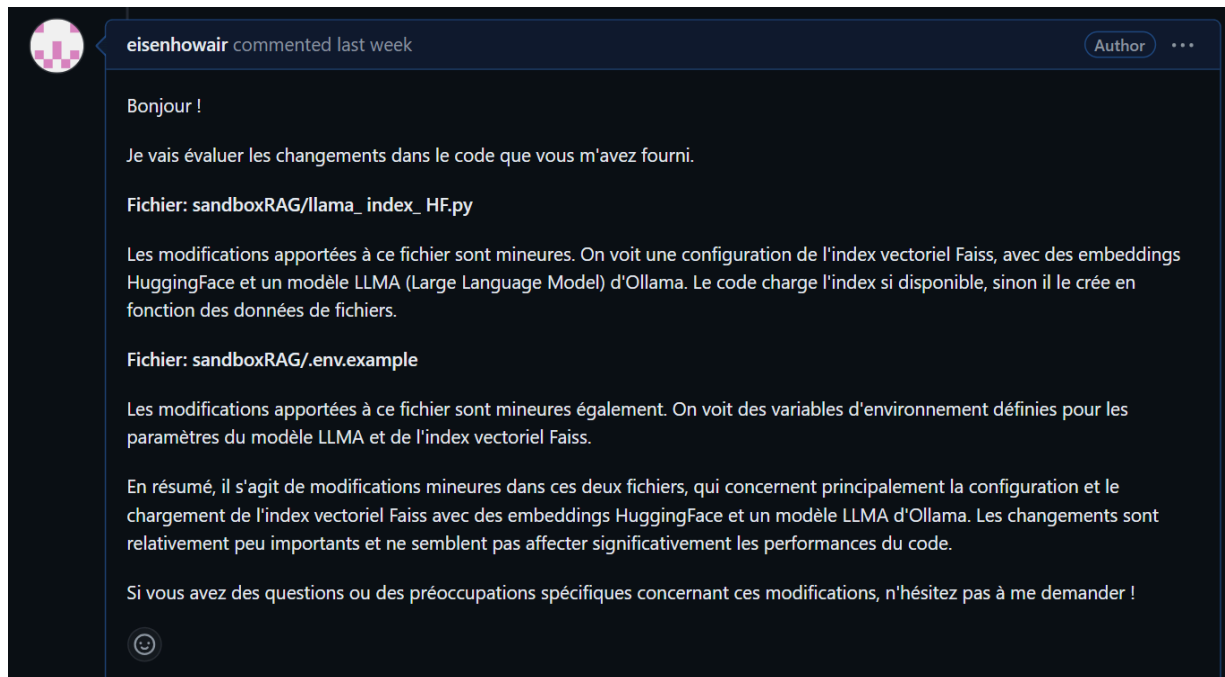 eisenhowair commented last week
Author
Bonjour !
Je vais évaluer les changements dans le code que vous m'avez fourni.
Fichier: sandboxRAG/llama_ index_ HF.py
Les modifications apportées à ce fichier sont mineures. On voit une configuration de l'index vectoriel Faiss, avec des embeddings
HuggingFace et un modèle LLMA (Large Language Model) d'Ollama. Le code charge l'index si disponible, sinon il le crée en
fonction des données de fichiers.
Fichier: sandboxRAG/.env.example
Les modifications apportées à ce fichier sont mineures également. On voit des variables d'environnement définies pour les
paramètres du modèle LLMA et de l'index vectoriel Faiss.
En résumé, il s'agit de modifications mineures dans ces deux fichiers, qui concernent principalement la configuration et le
chargement de l'index vectoriel Faiss avec des embeddings HuggingFace et un modèle LLMA d'Ollama. Les changements sont
relativement peu importants et ne semblent pas affecter significativement les performances du code.
Si vous avez des questions ou des préoccupations spécifiques concernant ces modifications, n'hésitez pas à me demander !